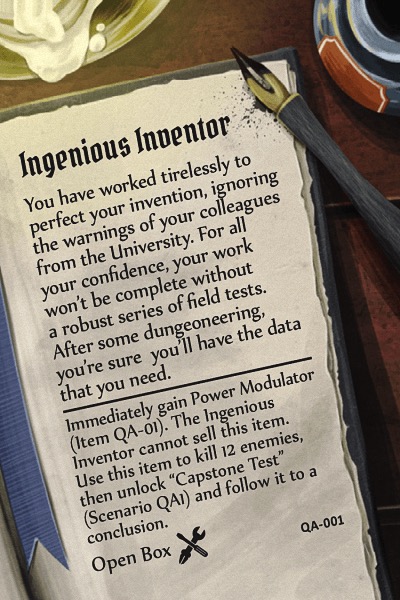 Ingenious Inventor
You have worked tirelessly to
perfect your invention, ignoring
the warnings of your colleagues
from the University. For all
your confidence, your work
won't be complete without
a robust series of field tests.
After some dungeoneering,
you're sure you'll have the data
that you need.
Immediately gain Power Modulator
(Item QA-01). The Ingenious
Inventor cannot sell this item.
Use this item to kill 12 enemies,
then unlock “Capstone Test”
(Scenario QA1) and follow it to a
conclusion.
Open Box
QA-001